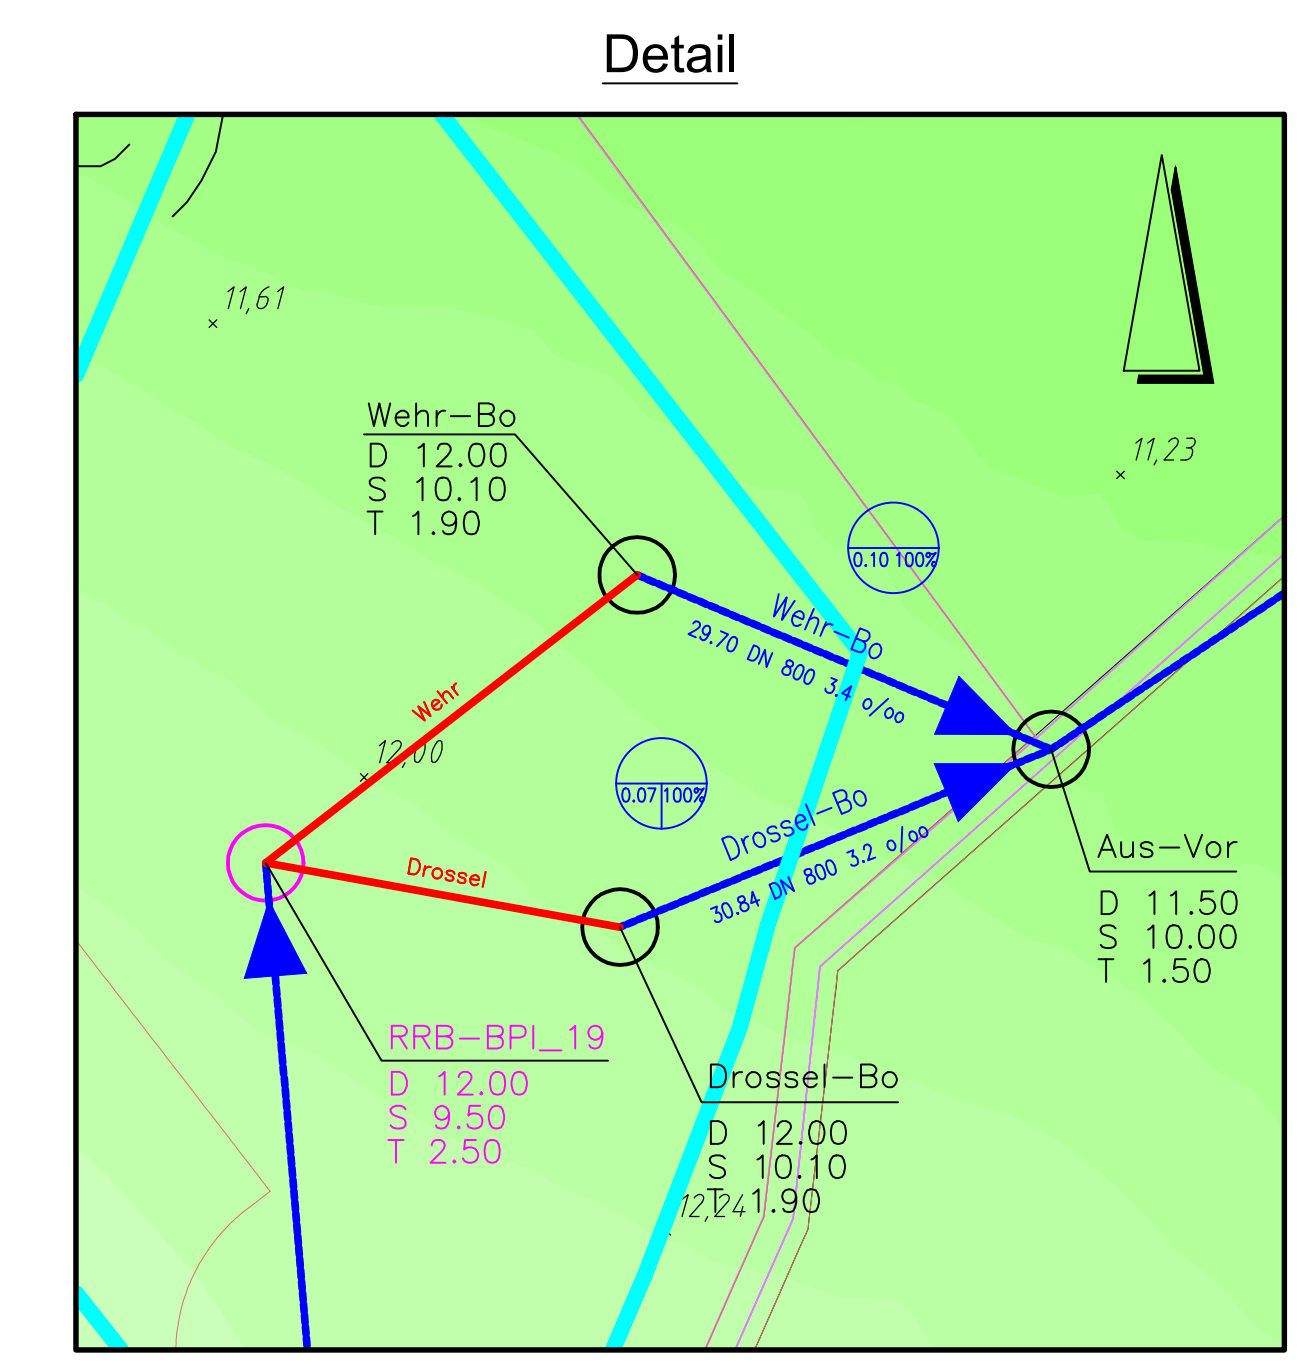 Detail
11,61
Wehr-Bo
D 12.00
S 10.10
T 1.90
11,23
0.10 100%
Wehr-Bo
29.70 DN 800 3.4 o/oo
Wehr
12,00
0.07 100%
Drossel-Bo
30.84 DN 800 3.2 o/oo
Drossel
Aus-Vor
D 11.50
S 10.00
T 1.50
RRB-BPl_19
D 12.00
S 9.50
T 2.50
Drossel-Bo
D 12.00
S 10.10
T 1.90
12,24